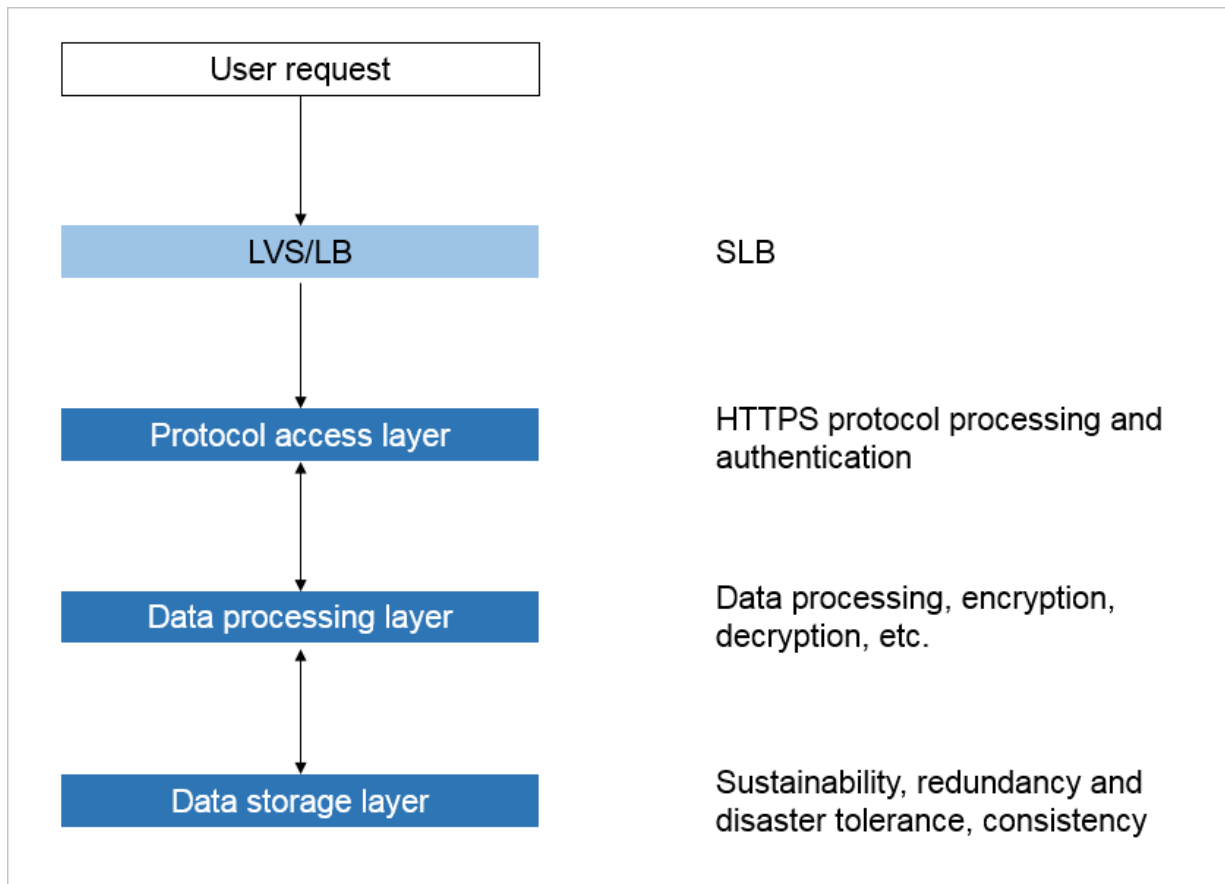 User request
LVS/LB
SLB
Protocol access layer
HTTPS protocol processing and
authentication
Data processing layer
Data processing, encryption,
decryption, etc.
Data storage layer
Sustainability, redundancy and
disaster tolerance, consistency